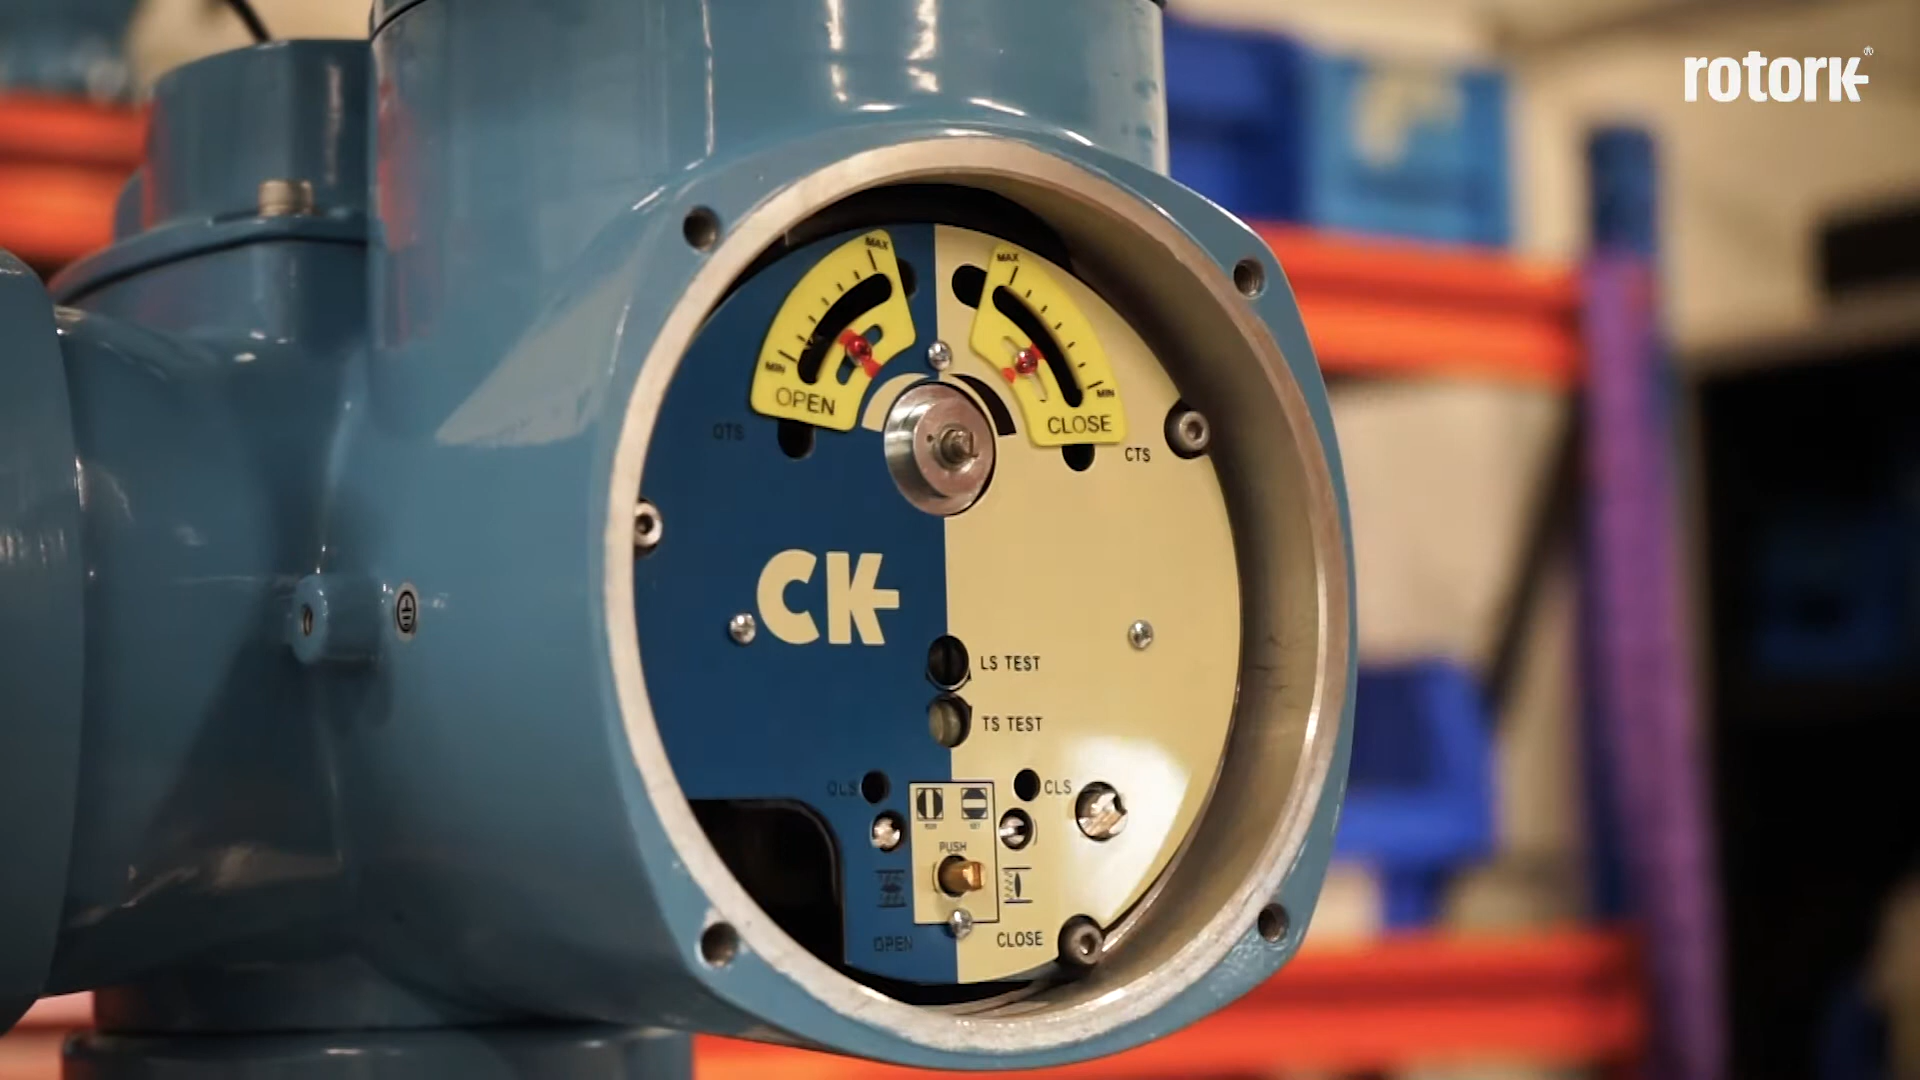 rotork
MAX
MAX
MIN
OPEN
MIN
CLOSE
OTS
CTS
CK
LS TEST
TS TEST
OLS
CLS
PUSH
OPEN
CLOSE